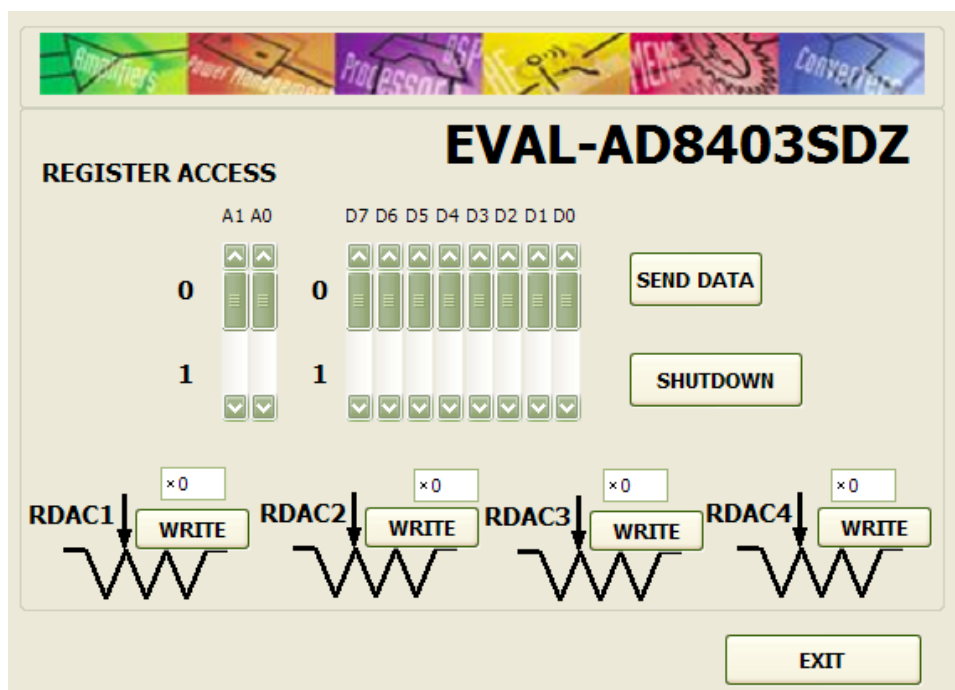 Amplifiers Power Management Processors DSP RF MEMS Converters
EVAL-AD8403SDZ
REGISTER ACCESS
A1 A0 D7 D6 D5 D4 D3 D2 D1 D0
0 0 SEND DATA
1 1 SHUTDOWN
×0 ×0 ×0 ×0
RDAC1 WRITE RDAC2 WRITE RDAC3 WRITE RDAC4 WRITE
EXIT